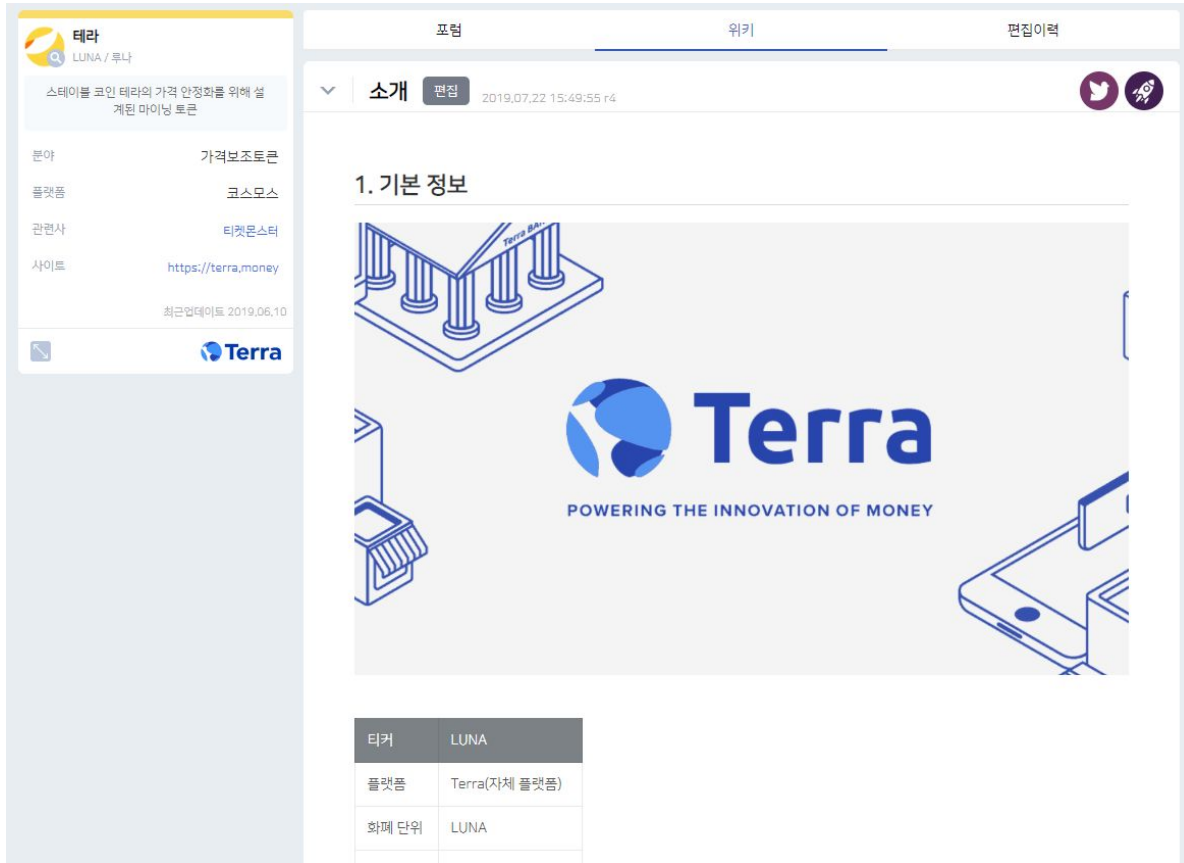 테라
LUNA / 루나
스테이블 코인 테라의 가격 안정화를 위해 설
계된 마이닝 토큰
분야 가격보조토큰
플랫폼 코스모스
관련사 티켓몬스터
사이트 https://terra.money
최근업데이트 2019.06.10
Terra
포럼 위키 편집이력
소개 편집 2019.07.22 15:49:55 r4
1. 기본 정보
Terra BAN
Terra
POWERING THE INNOVATION OF MONEY
티커 LUNA
플랫폼 Terra(자체 플랫폼)
화폐 단위 LUNA